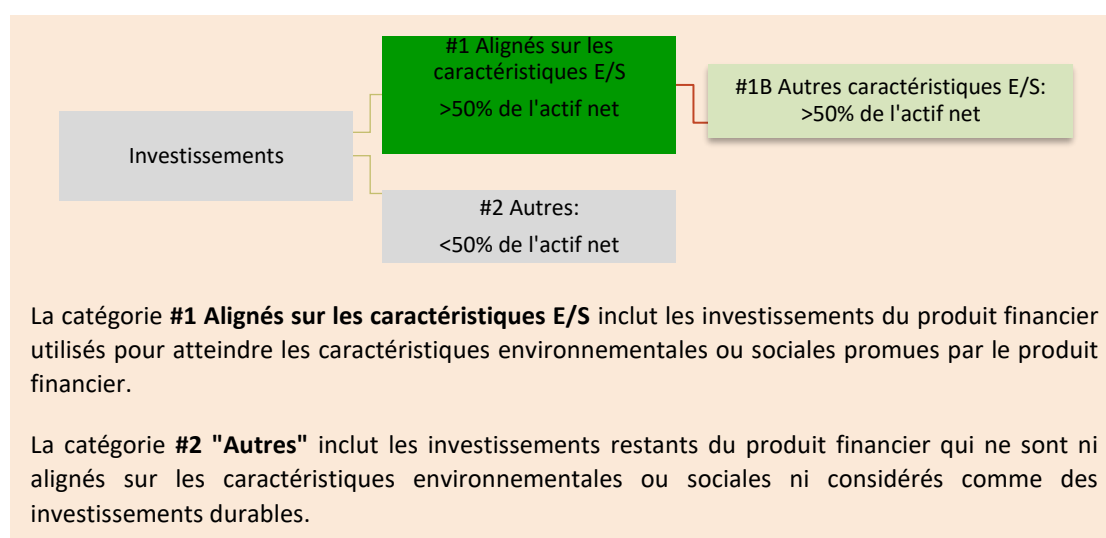 #1 Alignés sur les
caractéristiques E/S
>50% de l'actif net
#1B Autres caractéristiques E/S:
>50% de l'actif net
Investissements
#2 Autres:
<50% de l'actif net
La catégorie #1 Alignés sur les caractéristiques E/S inclut les investissements du produit financier
utilisés pour atteindre les caractéristiques environnementales ou sociales promues par le produit
financier.
La catégorie #2 "Autres" inclut les investissements restants du produit financier qui ne sont ni
alignés sur les caractéristiques environnementales ou sociales ni considérés comme des
investissements durables.